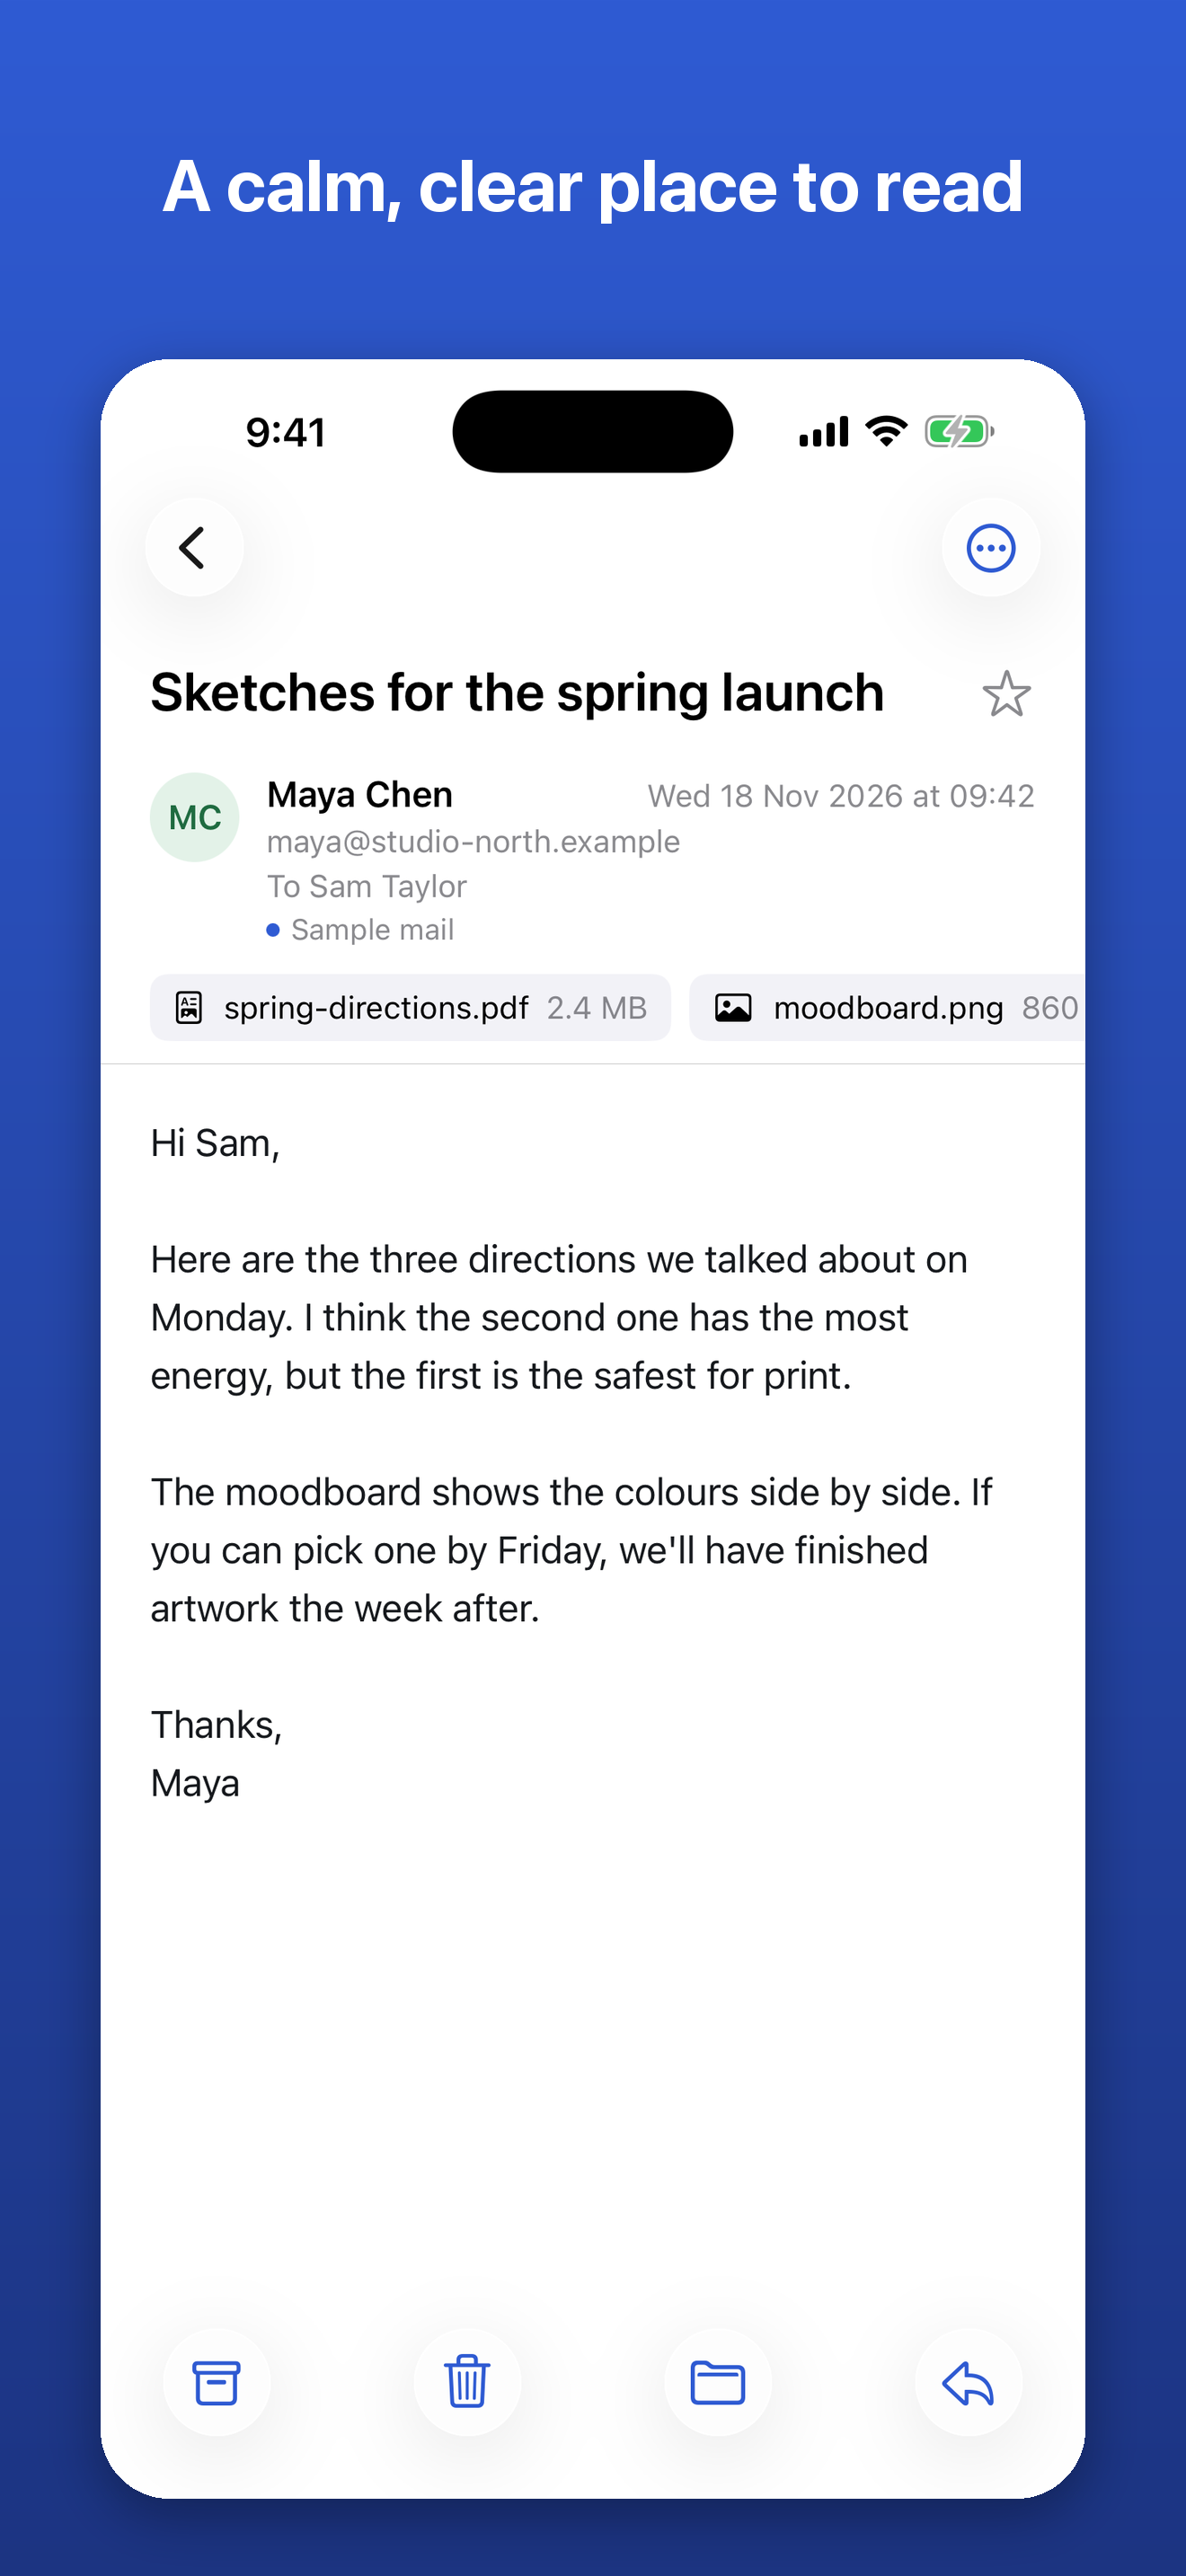 A calm, clear place to read
9:41
Sketches for the spring launch
MC
Maya Chen
Wed 18 Nov 2026 at 09:42
maya@studio-north.example
To Sam Taylor
Sample mail
spring-directions.pdf 2.4 MB
moodboard.png 860
Hi Sam,
Here are the three directions we talked about on
Monday. I think the second one has the most
energy, but the first is the safest for print.
The moodboard shows the colours side by side. If
you can pick one by Friday, we'll have finished
artwork the week after.
Thanks,
Maya